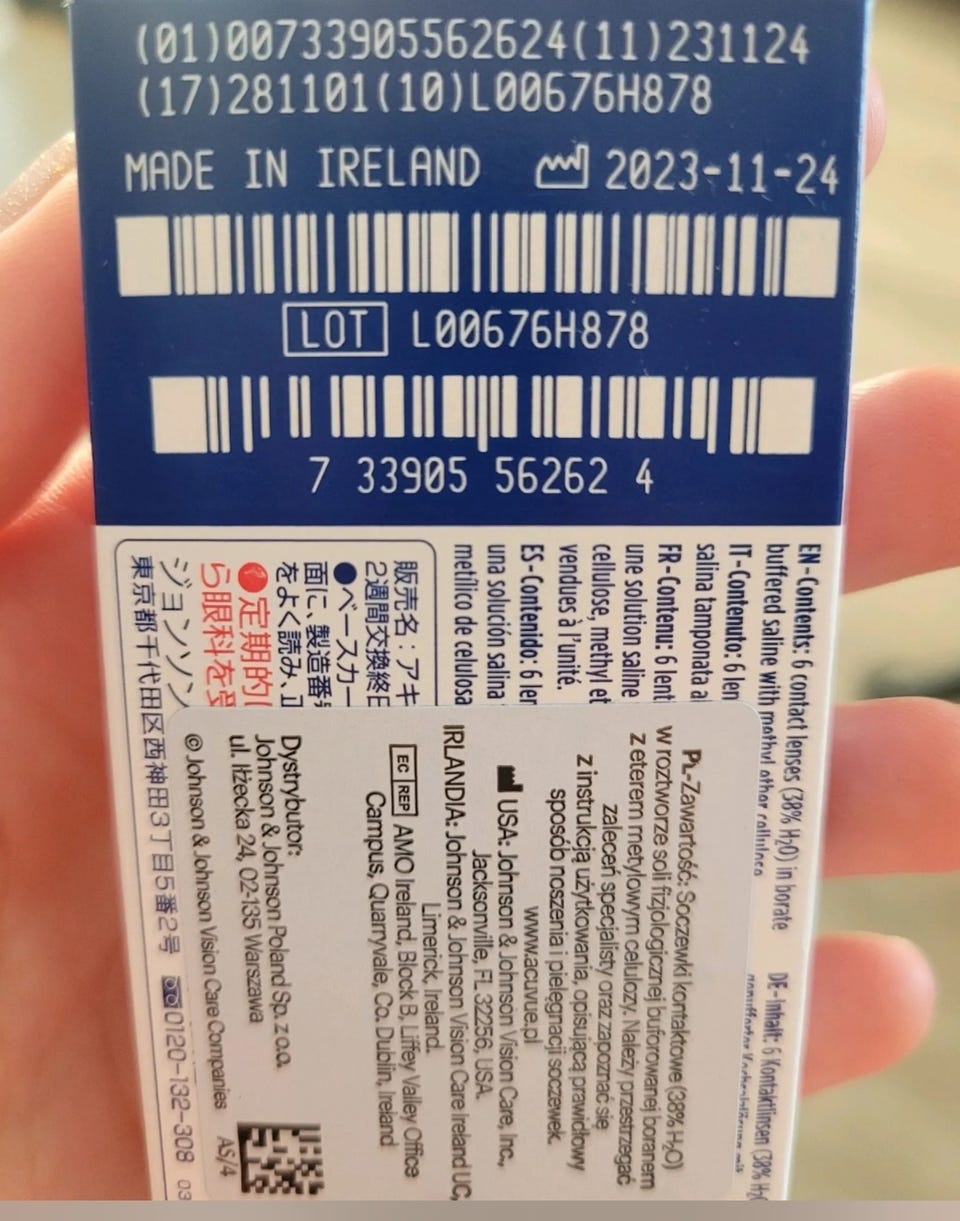 (01)00733905562624(11)231124
(17)281101(10)L00676H878
MADE IN IRELAND 2023-11-24
LOT L00676H878
7 33905 56262 4
EN-Contents: 6 contact lenses (38% H₂O) in borate
buffered saline with methyl ether cellulose
DE-Inhalt: 6 Kontaktlinsen (38%
IT-Contenuto: 6
salina tamponata
FR-Contenu: 6
une solution saline
cellulose, methyl et
vendues à l'unité.
ES-Contenido: 6
una solución salina
metílico de celulosa
販売名：アキ
2週間交換終日
●ベースカー
面に、製造番
をよく読み、
定期的
ら眼科を受
ジョンソン
東京都千代田区西神田3丁目5番2号 0120-132-308 03
PL-Zawartość: Soczewki kontaktowe (38% H₂O)
w roztworze soli fizjologicznej buforowanej boranem
z eterem metylowym celulozy. Należy przestrzegać
zaleceń specjalisty oraz zapoznać się
z instrukcją użytkowania, opisującą prawidłowy
sposób noszenia i pielęgnacji soczewek.
www.acuvue.pl
USA: Johnson & Johnson Vision Care, Inc.,
Jacksonville, FL 32256, USA.
IRLANDIA: Johnson & Johnson Vision Care Ireland UC,
Limerick, Ireland.
EC REP AMO Ireland, Block B, Liffey Valley Office
Campus, Quarryvale, Co. Dublin, Ireland
Dystrybutor:
Johnson & Johnson Poland Sp. z o.o.
ul. Iłżecka 24, 02-135 Warszawa
© Johnson & Johnson Vision Care Companies AS/4